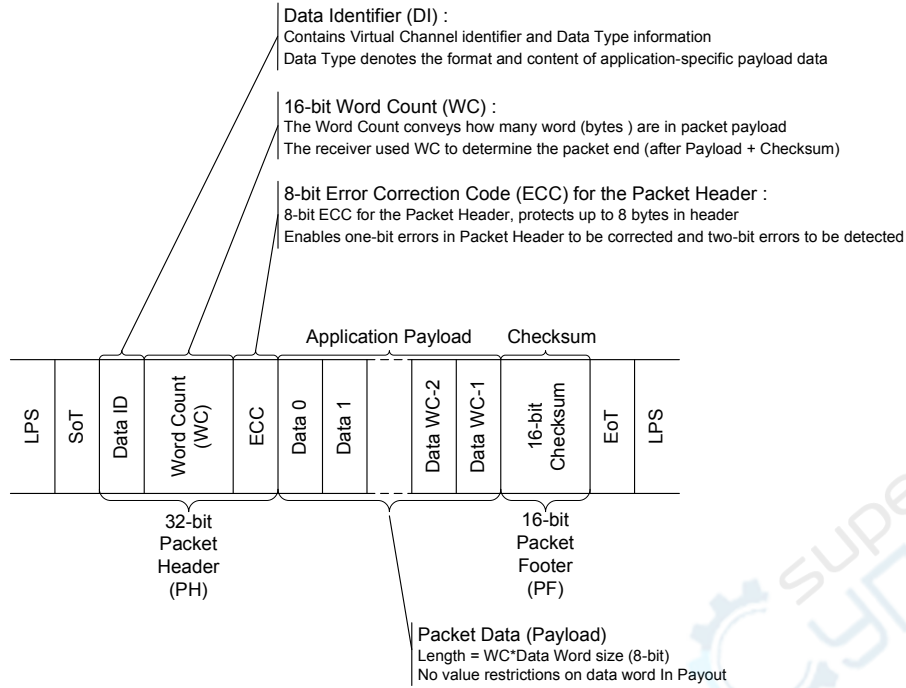 Data Identifier (DI) :
Contains Virtual Channel identifier and Data Type information
Data Type denotes the format and content of application-specific payload data
16-bit Word Count (WC) :
The Word Count conveys how many word (bytes ) are in packet payload
The receiver used WC to determine the packet end (after Payload + Checksum)
8-bit Error Correction Code (ECC) for the Packet Header :
8-bit ECC for the Packet Header, protects up to 8 bytes in header
Enables one-bit errors in Packet Header to be corrected and two-bit errors to be detected
Application Payload
Checksum
LPS
SoT
Data ID
Word Count
(WC)
ECC
Data 0
Data 1
Data WC-2
Data WC-1
16-bit
Checksum
EoT
LPS
32-bit
Packet
Header
(PH)
16-bit
Packet
Footer
(PF)
Packet Data (Payload)
Length = WC*Data Word size (8-bit)
No value restrictions on data word In Payout